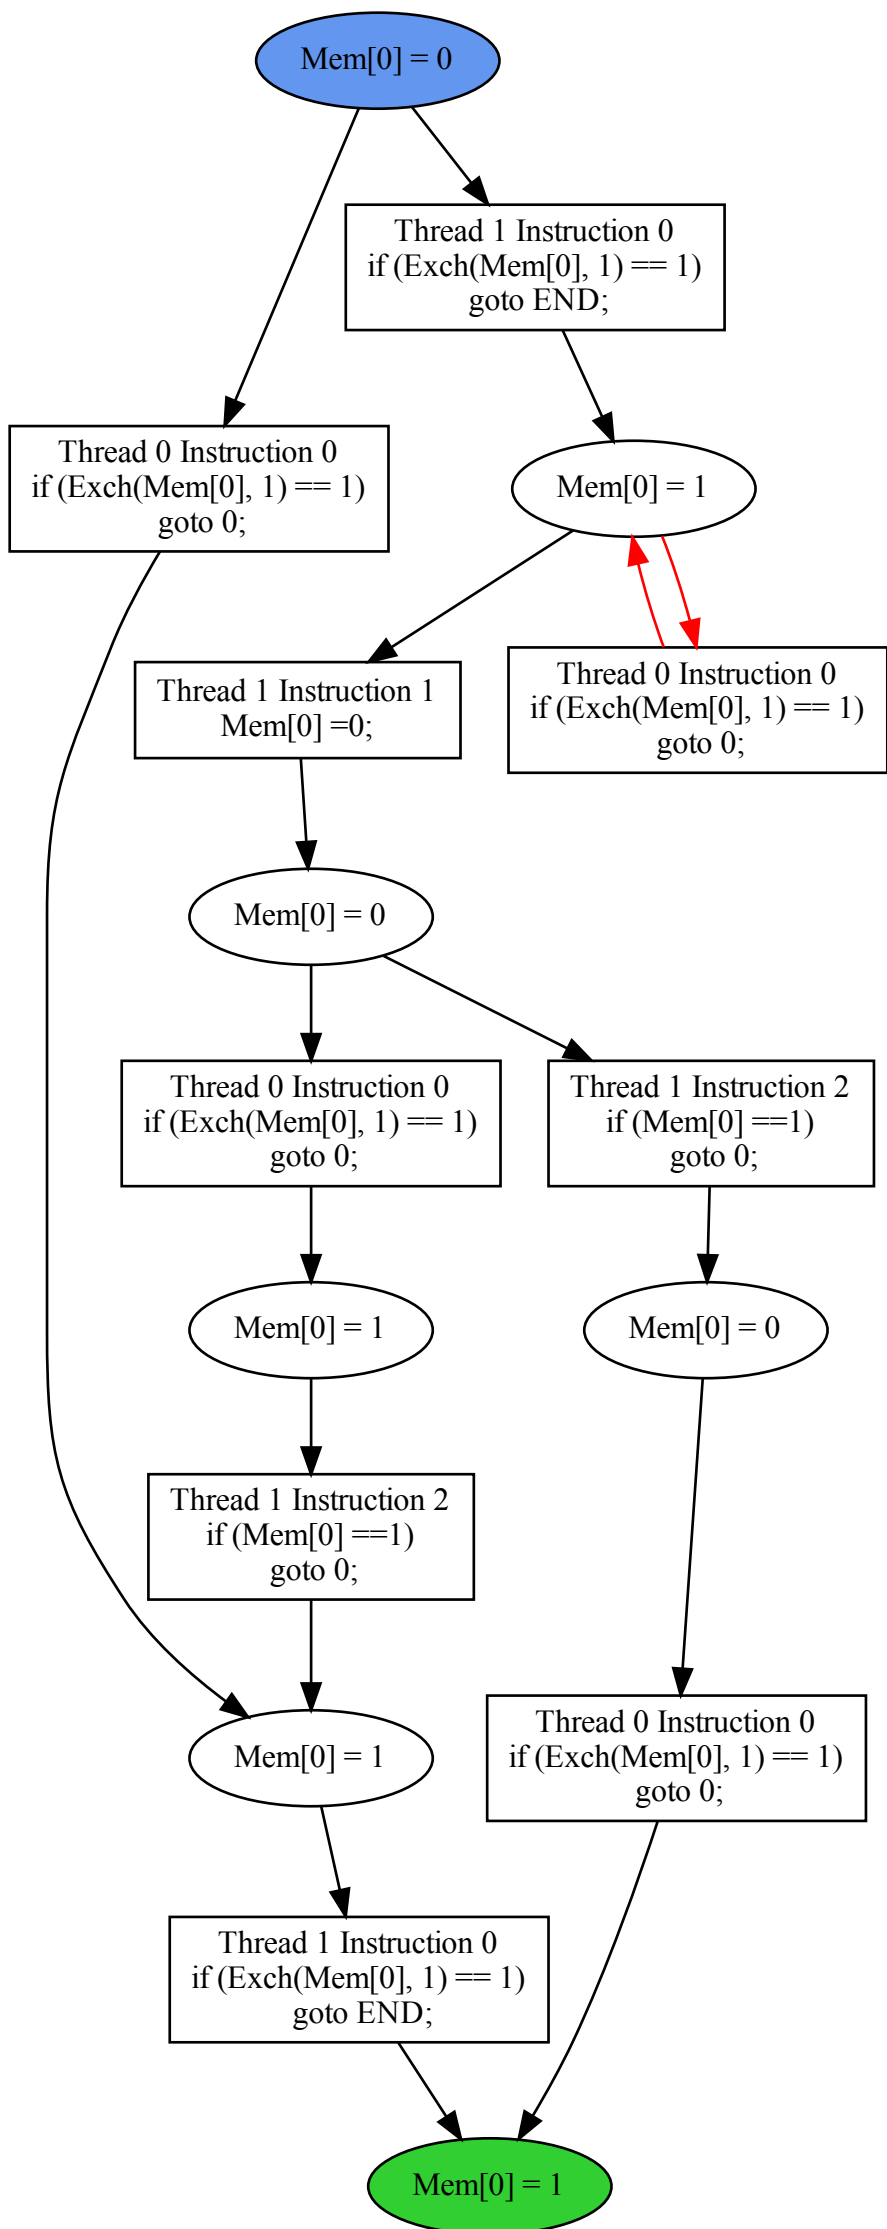 Mem[0] = 0
Thread 1 Instruction 0
if (Exch(Mem[0], 1) == 1)
goto END;
Thread 0 Instruction 0
if (Exch(Mem[0], 1) == 1)
goto 0;
Mem[0] = 1
Thread 1 Instruction 1
Mem[0] =0;
Thread 0 Instruction 0
if (Exch(Mem[0], 1) == 1)
goto 0;
Mem[0] = 0
Thread 0 Instruction 0
if (Exch(Mem[0], 1) == 1)
goto 0;
Thread 1 Instruction 2
if (Mem[0] ==1)
goto 0;
Mem[0] = 1
Mem[0] = 0
Thread 1 Instruction 2
if (Mem[0] ==1)
goto 0;
Mem[0] = 1
Thread 0 Instruction 0
if (Exch(Mem[0], 1) == 1)
goto 0;
Thread 1 Instruction 0
if (Exch(Mem[0], 1) == 1)
goto END;
Mem[0] = 1